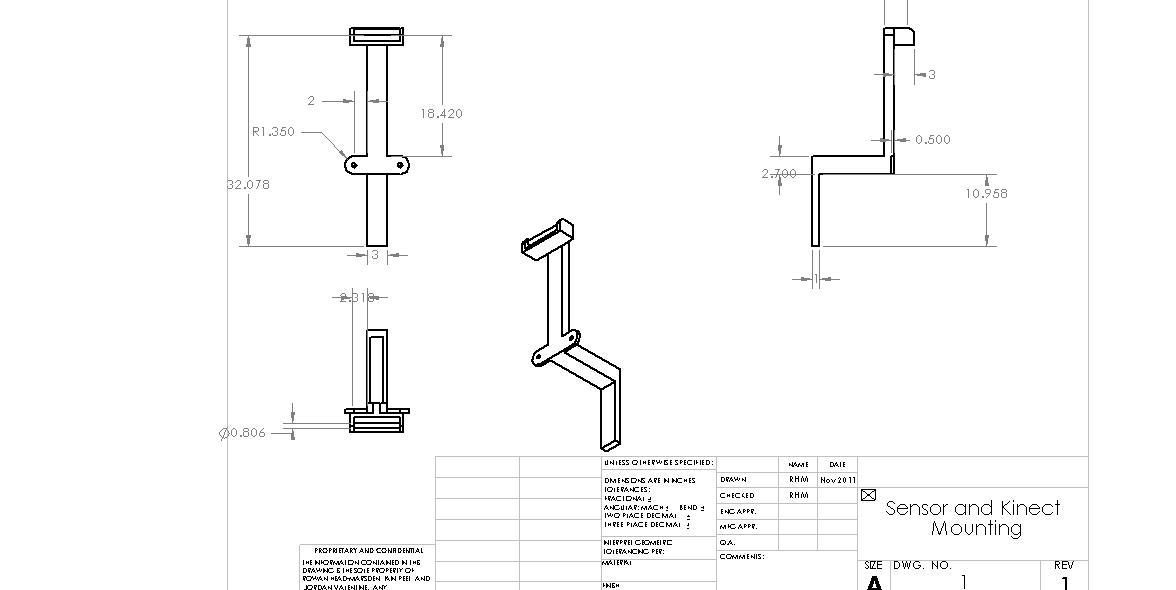 3
2
18.420
R1.350
0.500
2.700
32.078
10.958
3
1
2.318
∅0.806
UNLESS OTHERWISE SPECIFIED:
DIMENSIONS ARE IN INCHES
TOLERANCES:
FRACTIONAL ±
ANGULAR: MACH ± BEND ±
TWO PLACE DECIMAL ±
THREE PLACE DECIMAL ±
INTERPRET GEOMETRIC
TOLERANCING PER:
MATERIAL
FINISH
NAME DATE
DRAWN RHM Nov 2011
CHECKED RHM
ENG APPR.
MFG APPR.
Q.A.
COMMENTS:
Sensor and Kinect
Mounting
SIZE DWG. NO. REV
A 1 1
PROPRIETARY AND CONFIDENTIAL
THE INFORMATION CONTAINED IN THIS
DRAWING IS THE SOLE PROPERTY OF
ROWAN HEAD-MARSDEN, IAIN PEEL AND
JORDAN VALENTINE. ANY